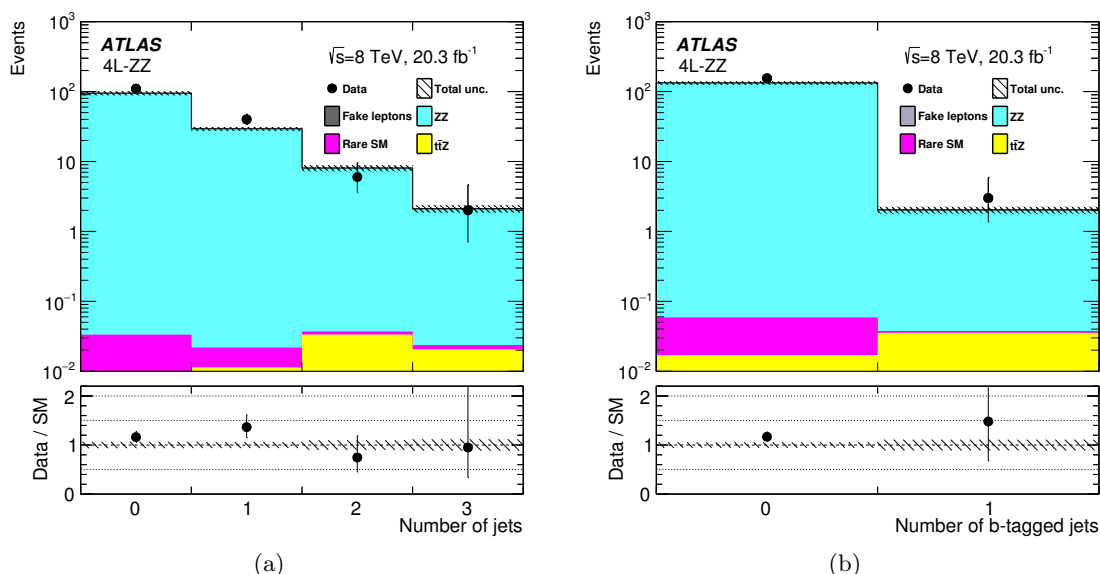 Events
10³
10²
10
1
10⁻¹
10⁻²
ATLAS
4L-ZZ
√s=8 TeV, 20.3 fb⁻¹
Data
Total unc.
Fake leptons
ZZ
Rare SM
tt̄Z
Data / SM
2
1
0
0
1
2
3
Number of jets
(a)
Events
10³
10²
10
1
10⁻¹
10⁻²
ATLAS
4L-ZZ
√s=8 TeV, 20.3 fb⁻¹
Data
Total unc.
Fake leptons
ZZ
Rare SM
tt̄Z
Data / SM
2
1
0
0
1
Number of b-tagged jets
(b)